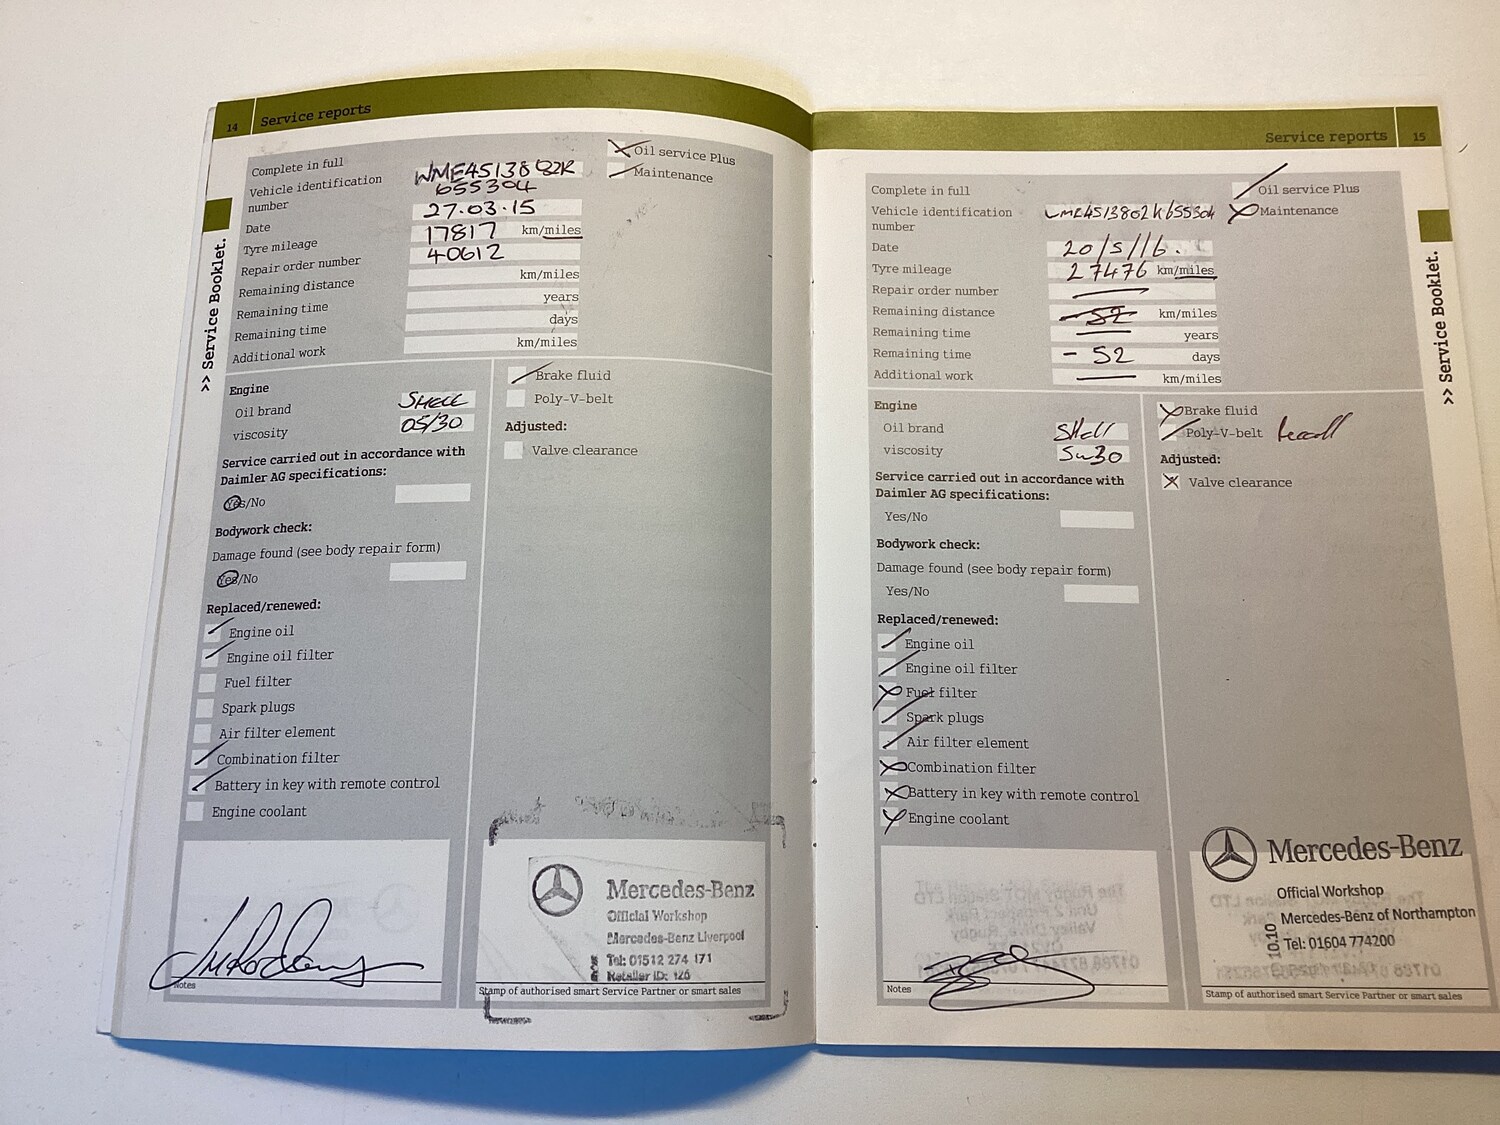 14 Service reports
Complete in full
Vehicle identification number WME4513802K 655304
Date 27.03.15
Tyre mileage 17817 km/miles
Repair order number 40612
Remaining distance km/miles
Remaining time years
Remaining time days
Additional work km/miles
Oil service Plus
Maintenance
Engine
Oil brand SHELL
viscosity 05/30
Service carried out in accordance with
Daimler AG specifications:
Yes/No
Bodywork check:
Damage found (see body repair form)
Yes/No
Replaced/renewed:
Engine oil
Engine oil filter
Fuel filter
Spark plugs
Air filter element
Combination filter
Battery in key with remote control
Engine coolant
Brake fluid
Poly-V-belt
Adjusted:
Valve clearance
Notes
Mercedes-Benz
Official Workshop
Mercedes-Benz Liverpool
Tel: 01512 274 171
Retailer ID: 126
Stamp of authorised smart Service Partner or smart sales
>> Service Booklet.
Service reports 15
Complete in full
Vehicle identification number WME4513802K655304
Date 20/5/16.
Tyre mileage 27476 km/miles
Repair order number
Remaining distance 52 km/miles
Remaining time years
Remaining time - 52 days
Additional work km/miles
Oil service Plus
Maintenance
Engine
Oil brand Shell
viscosity 5w30
Service carried out in accordance with
Daimler AG specifications:
Yes/No
Bodywork check:
Damage found (see body repair form)
Yes/No
Replaced/renewed:
Engine oil
Engine oil filter
Fuel filter
Spark plugs
Air filter element
Combination filter
Battery in key with remote control
Engine coolant
Brake fluid
Poly-V-belt
Adjusted:
Valve clearance
Notes
Mercedes-Benz
Official Workshop
Mercedes-Benz of Northampton
Tel: 01604 774200
10.10
Stamp of authorised smart Service Partner or smart sales
>> Service Booklet.